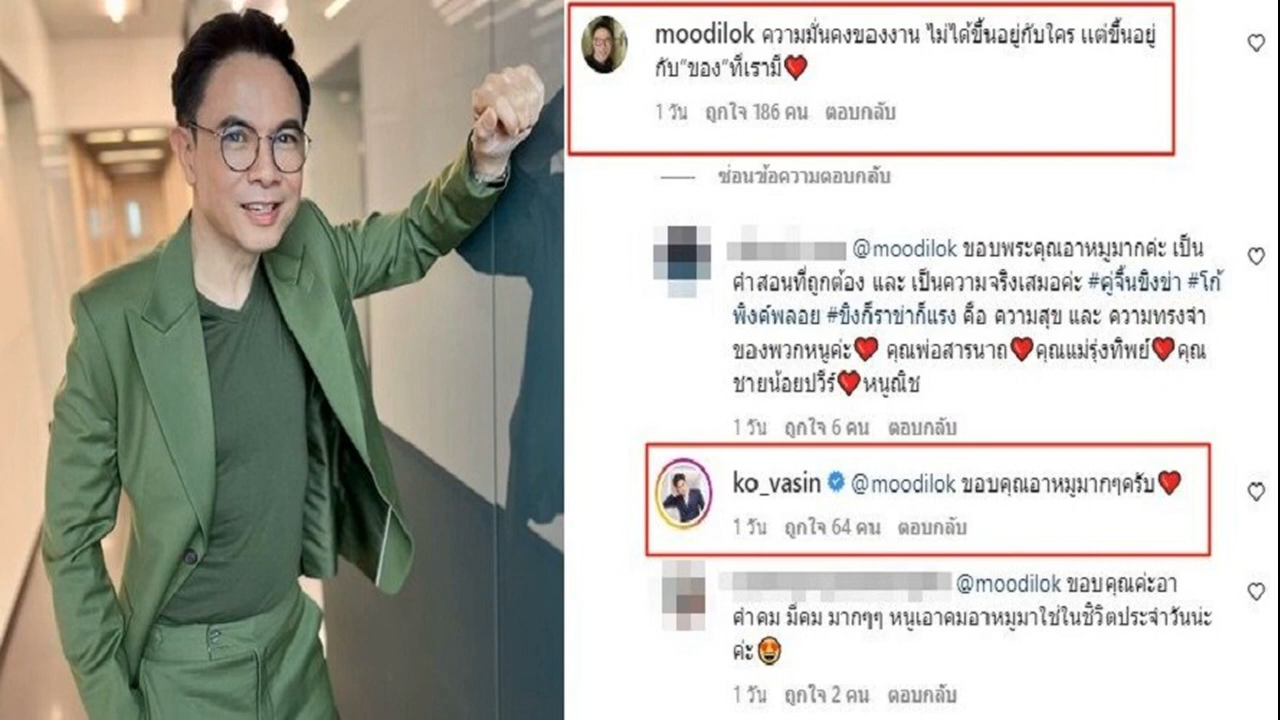 moodilok ความมั่นคงของงาน ไม่ได้ขึ้นอยู่กับใคร แต่ขึ้นอยู่
กับ"ของ"ที่เรามี❤️
1 วัน ถูกใจ 186 คน ตอบกลับ
ซ่อนข้อความตอบกลับ
@moodilok ขอบพระคุณอาหมูมากค่ะ เป็น
คำสอนที่ถูกต้อง และ เป็นความจริงเสมอค่ะ #คู่จิ้นขิงข่า #โก้
พิงค์พลอย #ขิงก็ราข่าก็แรง คือ ความสุข และ ความทรงจำ
ของพวกหนูค่ะ❤️ คุณพ่อสารนาถ❤️คุณแม่รุ่งทิพย์❤️คุณ
ชายน้อยปวีร์❤️หนูณิช
1 วัน ถูกใจ 6 คน ตอบกลับ
ko_vasin @moodilok ขอบคุณอาหมูมากๆครับ❤️
1 วัน ถูกใจ 64 คน ตอบกลับ
@moodilok ขอบคุณค่ะอา
คำคม มีคม มากๆๆ หนูเอาคมอาหมูมาใช่ในชีวิตประจำวันน่ะ
ค่ะ🤩
1 วัน ถูกใจ 2 คน ตอบกลับ